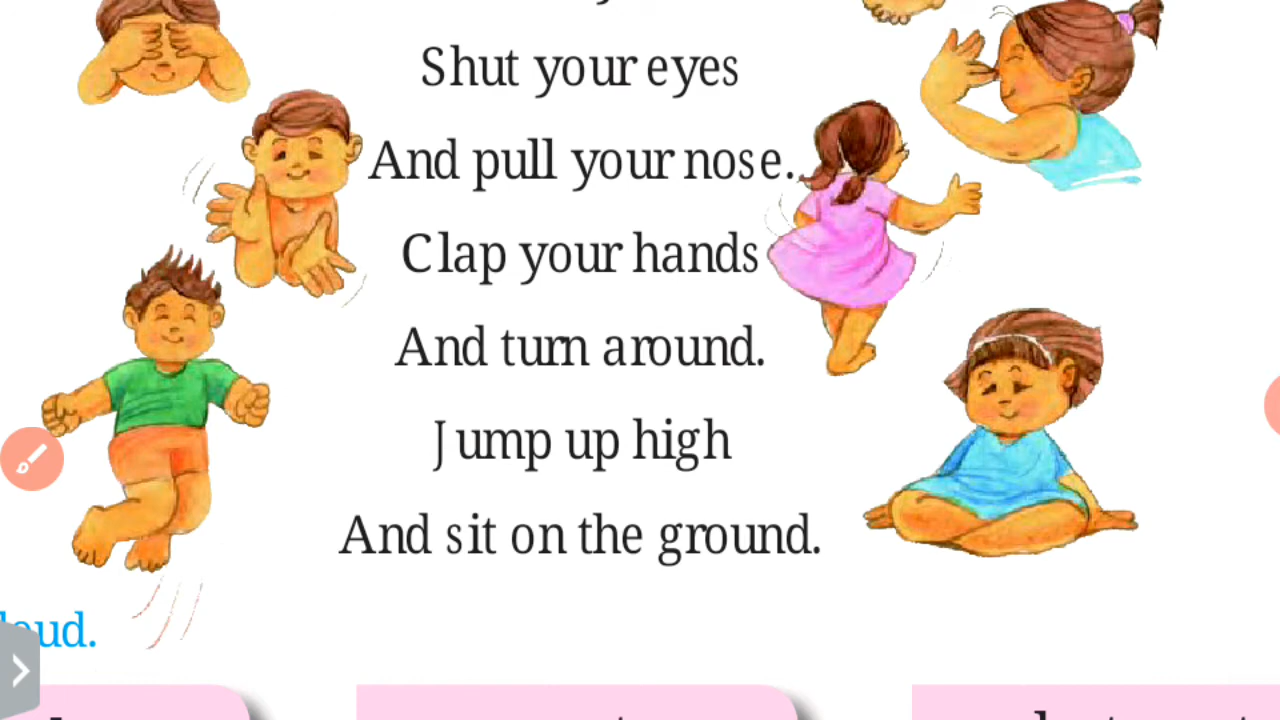 Shut your eyes
And pull your nose.
Clap your hands
And turn around.
Jump up high
And sit on the ground.
loud.